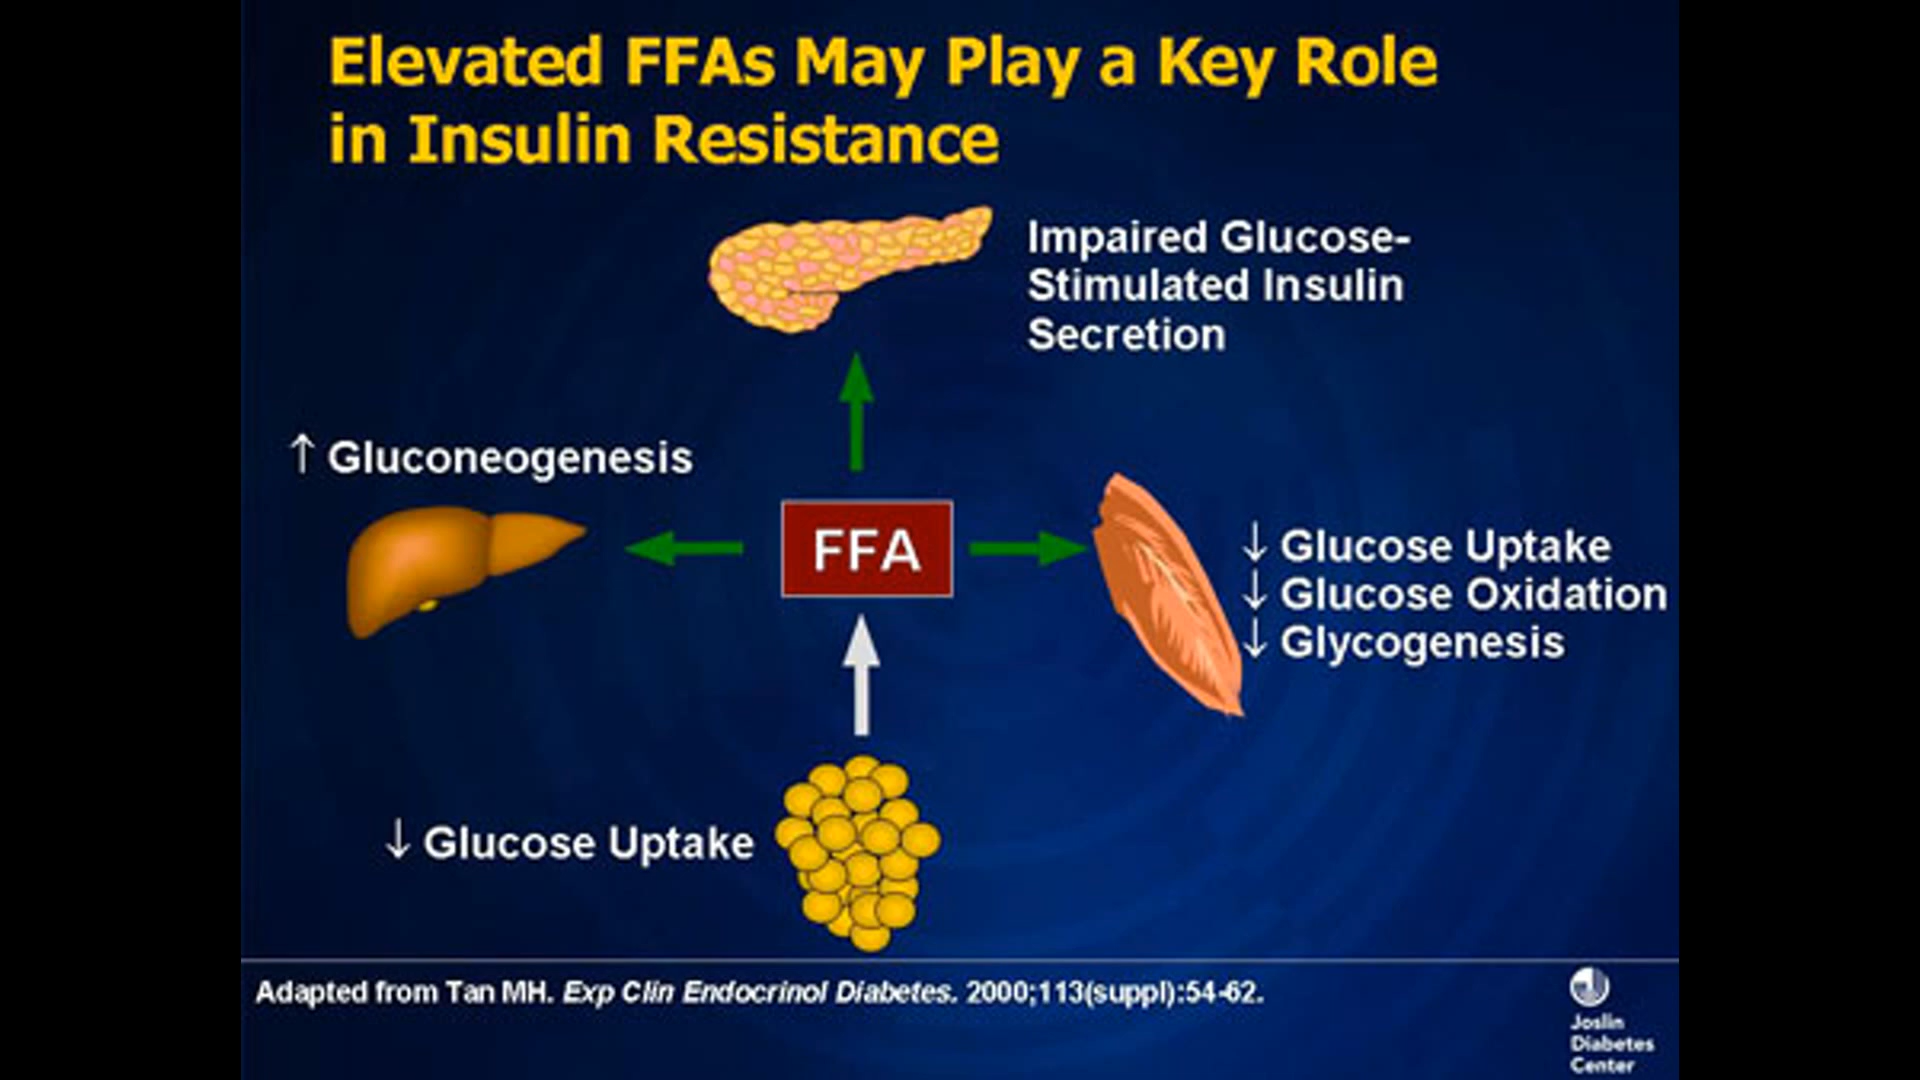 Elevated FFAs May Play a Key Role
in Insulin Resistance
Impaired Glucose-
Stimulated Insulin
Secretion
↑ Gluconeogenesis
FFA
↓ Glucose Uptake
↓ Glucose Oxidation
↓ Glycogenesis
↓ Glucose Uptake
Adapted from Tan MH. Exp Clin Endocrinol Diabetes. 2000;113(suppl):54-62.
Joslin
Diabetes
Center